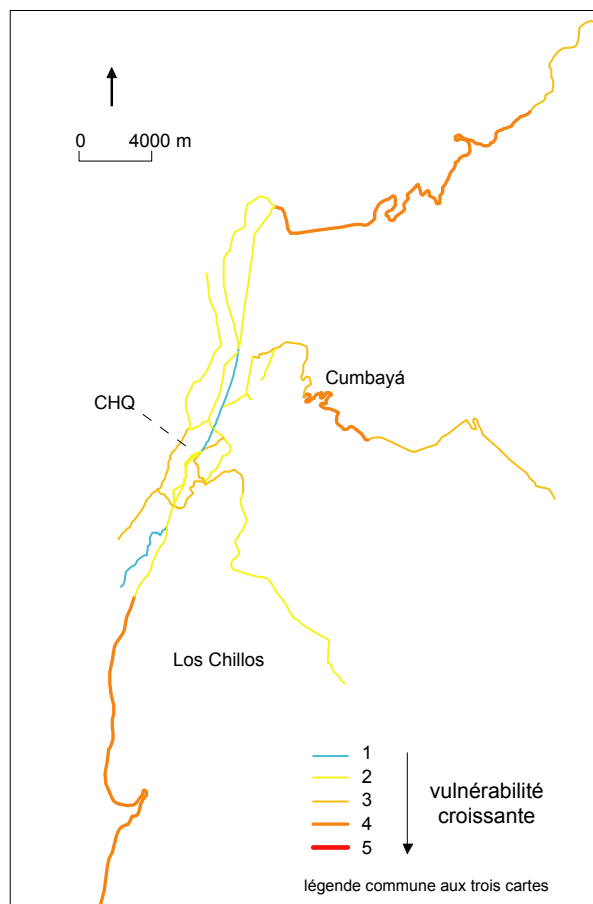 0 4000 m
Cumbayá
CHQ
Los Chillos
1
2
3
4
5
vulnérabilité
croissante
légende commune aux trois cartes